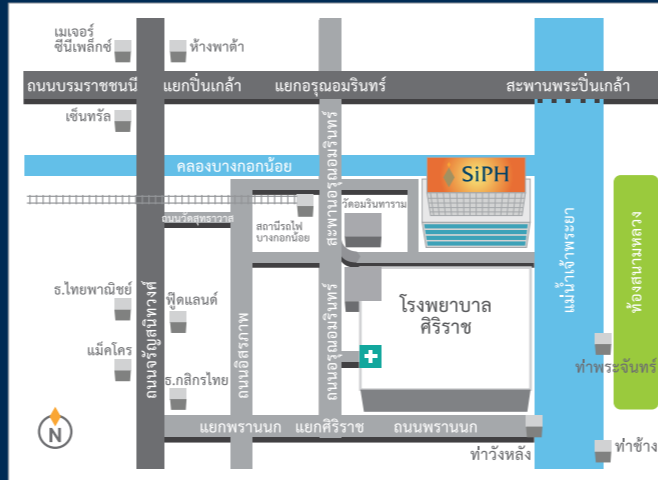 เมเจอร์
ซีนีเพล็กซ์
ห้างพาต้า
ถนนบรมราชชนนี
แยกปิ่นเกล้า
แยกอรุณอมรินทร์
สะพานพระปิ่นเกล้า
เซ็นทรัล
สะพานอรุณอมรินทร์
คลองบางกอกน้อย
SiPH
ถนนวัดสุทธาวาส
สถานีรถไฟ
บางกอกน้อย
วัดอมรินทาราม
แม่น้ำเจ้าพระยา
ท้องสนามหลวง
ธ.ไทยพาณิชย์
ฟู๊ดแลนด์
ถนนจรัญสนิทวงศ์
ถนนอิสรภาพ
ถนนอรุณอมรินทร์
โรงพยาบาล
ศิริราช
แม็คโคร
ธ.กสิกรไทย
ท่าพระจันทร์
N
แยกพรานนก
แยกศิริราช
ถนนพรานนก
ท่าวังหลัง
ท่าช้าง